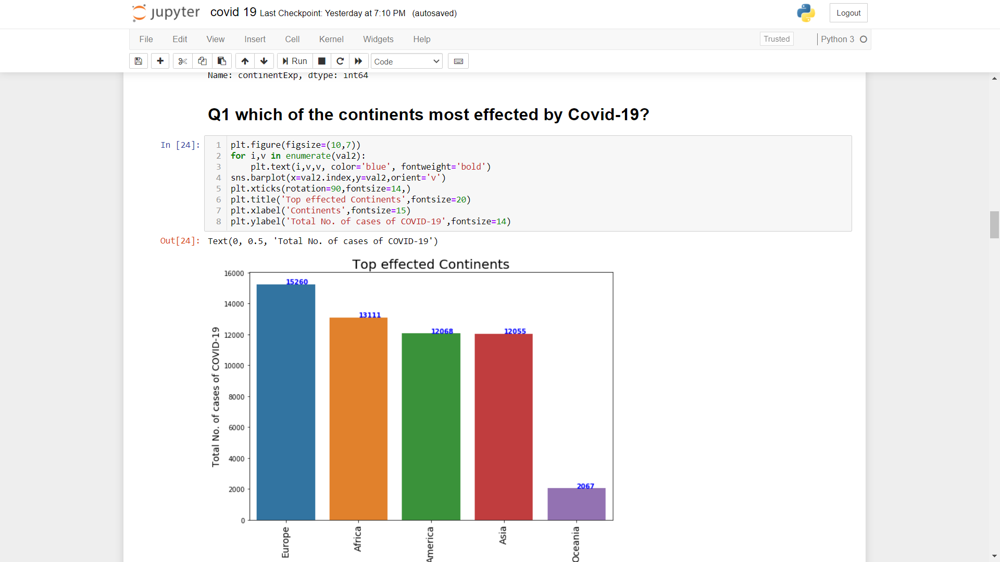 jupyter covid 19 Last Checkpoint: Yesterday at 7:10 PM (autosaved) Logout
File Edit View Insert Cell Kernel Widgets Help Trusted Python 3
Run Code
Name: continentExp, dtype: int64
Q1 which of the continents most effected by Covid-19?
In [24]:
1 plt.figure(figsize=(10,7))
2 for i,v in enumerate(val2):
3     plt.text(i,v,v, color='blue', fontweight='bold')
4 sns.barplot(x=val2.index,y=val2,orient='v')
5 plt.xticks(rotation=90,fontsize=14,)
6 plt.title('Top effected Continents',fontsize=20)
7 plt.xlabel('Continents',fontsize=15)
8 plt.ylabel('Total No. of cases of COVID-19',fontsize=14)
Out[24]: Text(0, 0.5, 'Total No. of cases of COVID-19')
Top effected Continents
Total No. of cases of COVID-19
16000
14000
12000
10000
8000
6000
4000
2000
0
15260
13111
12068
12055
2067
Europe
Africa
America
Asia
Oceania